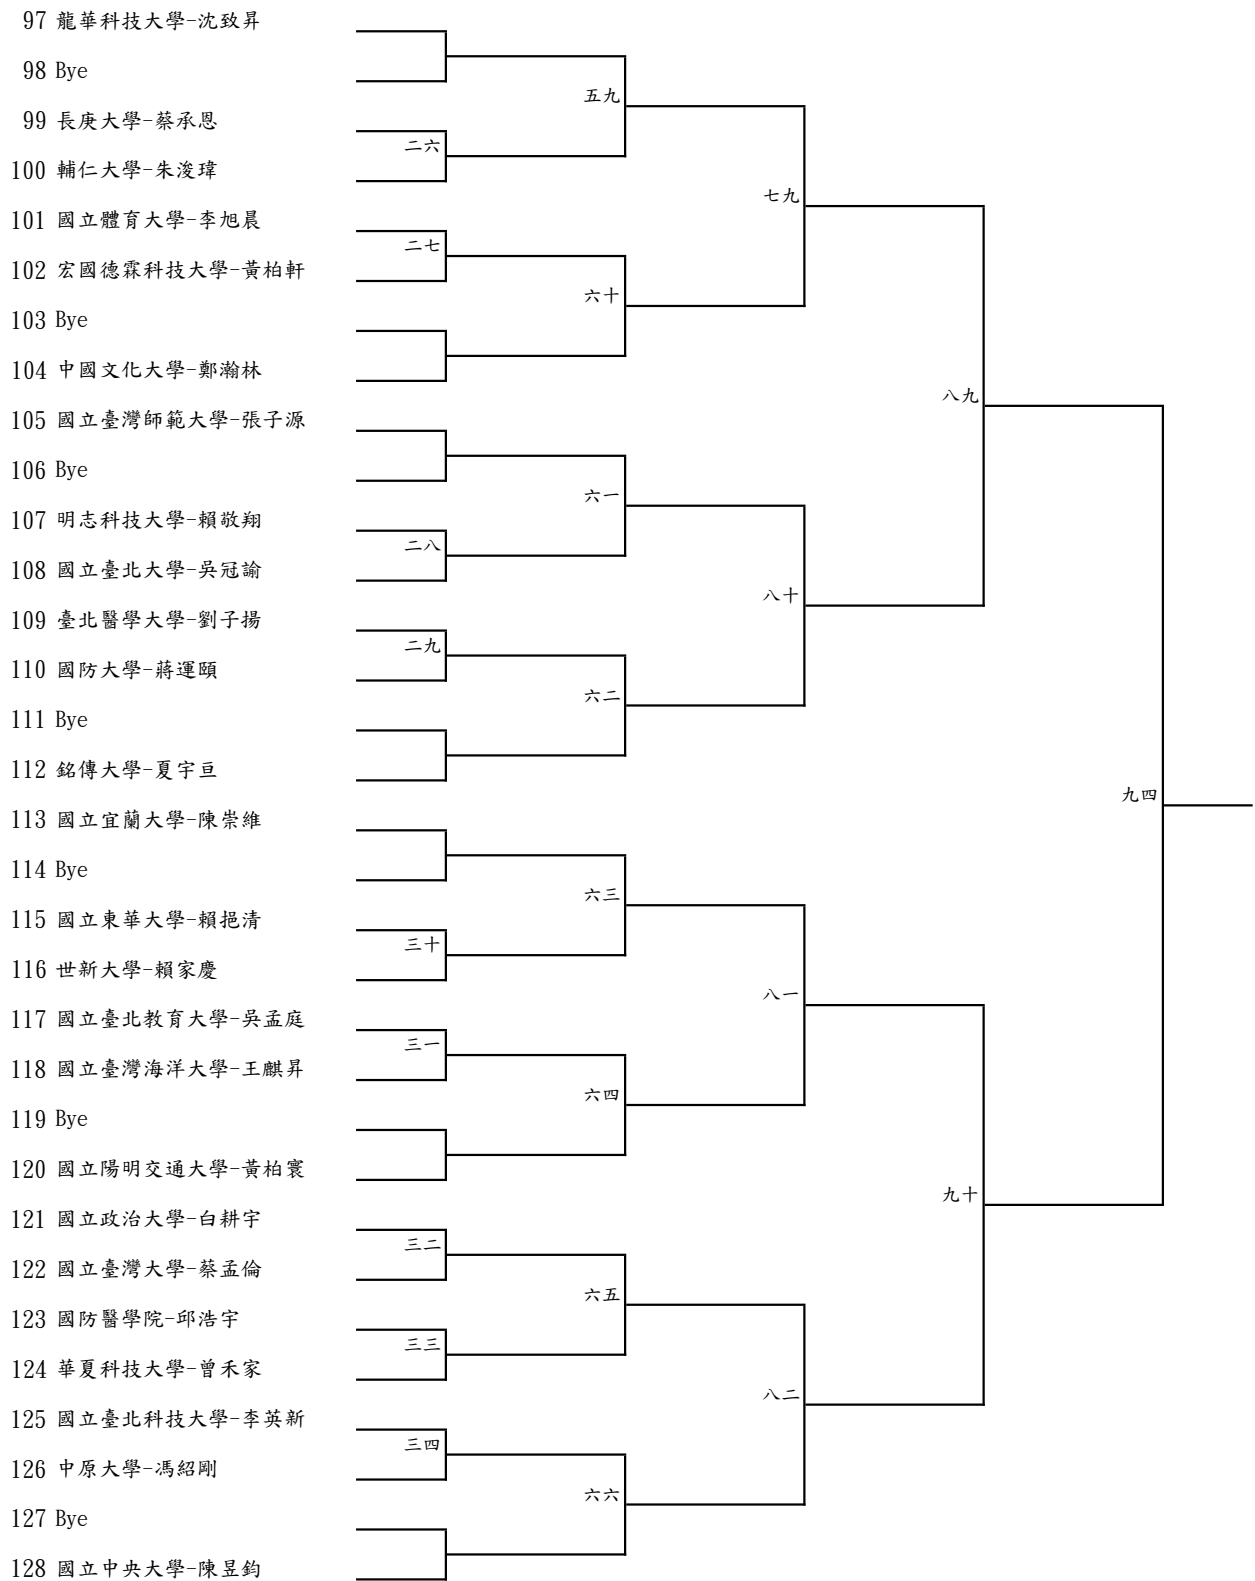 97 龍華科技大學-沈致昇
98 Bye
五九
99 長庚大學-蔡承恩
二六
100 輔仁大學-朱浚瑋
七九
101 國立體育大學-李旭晨
二七
102 宏國德霖科技大學-黃柏軒
六十
103 Bye
104 中國文化大學-鄭瀚林
八九
105 國立臺灣師範大學-張子源
106 Bye
六一
107 明志科技大學-賴敬翔
二八
108 國立臺北大學-吳冠諭
八十
109 臺北醫學大學-劉子揚
二九
110 國防大學-蔣運頤
六二
111 Bye
112 銘傳大學-夏宇亘
九四
113 國立宜蘭大學-陳崇維
114 Bye
六三
115 國立東華大學-賴挹清
三十
116 世新大學-賴家慶
八一
117 國立臺北教育大學-吳孟庭
三一
118 國立臺灣海洋大學-王麒昇
六四
119 Bye
120 國立陽明交通大學-黃柏寰
九十
121 國立政治大學-白耕宇
三二
122 國立臺灣大學-蔡孟倫
六五
123 國防醫學院-邱浩宇
三三
124 華夏科技大學-曾禾家
八二
125 國立臺北科技大學-李英新
三四
126 中原大學-馮紹剛
六六
127 Bye
128 國立中央大學-陳昱鈞